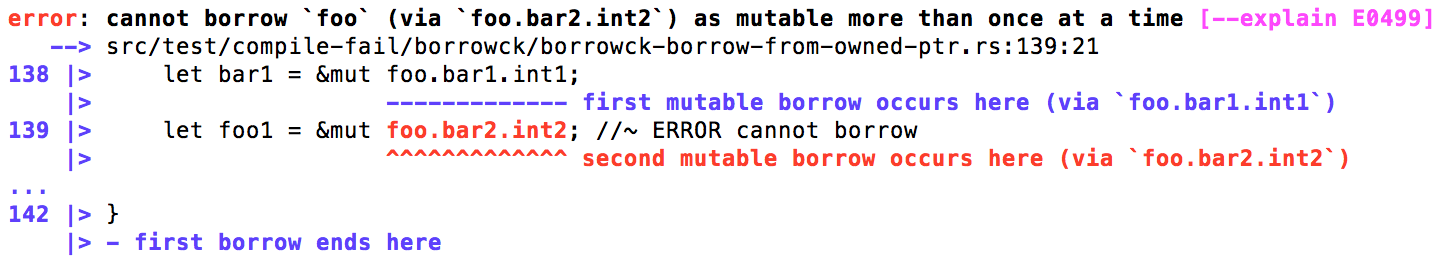 error: cannot borrow `foo` (via `foo.bar2.int2`) as mutable more than once at a time [--explain E0499]
   --> src/test/compile-fail/borrowck/borrowck-borrow-from-owned-ptr.rs:139:21
138 |>     let bar1 = &mut foo.bar1.int1;
    |>                     ------------- first mutable borrow occurs here (via `foo.bar1.int1`)
139 |>     let foo1 = &mut foo.bar2.int2; //~ ERROR cannot borrow
    |>                     ^^^^^^^^^^^^^ second mutable borrow occurs here (via `foo.bar2.int2`)
...
142 |> }
    |> - first borrow ends here